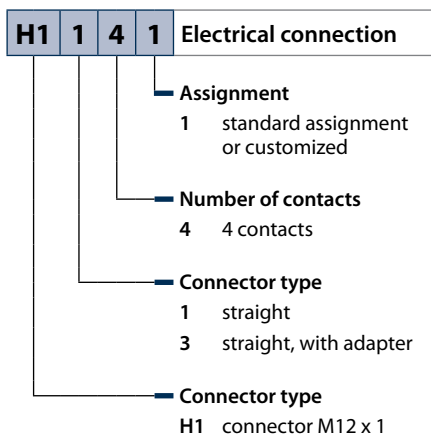 H1 1 4 1 Electrical connection
Assignment
1 standard assignment
or customized
Number of contacts
4 4 contacts
Connector type
1 straight
3 straight, with adapter
Connector type
H1 connector M12 x 1